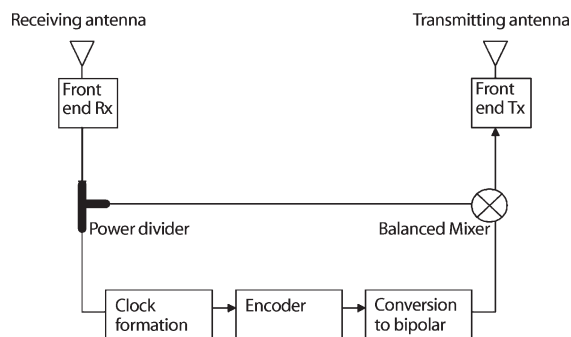 Receiving antenna
Transmitting antenna
Front
end Rx
Front
end Tx
Power divider
Balanced Mixer
Clock
formation
Encoder
Conversion
to bipolar